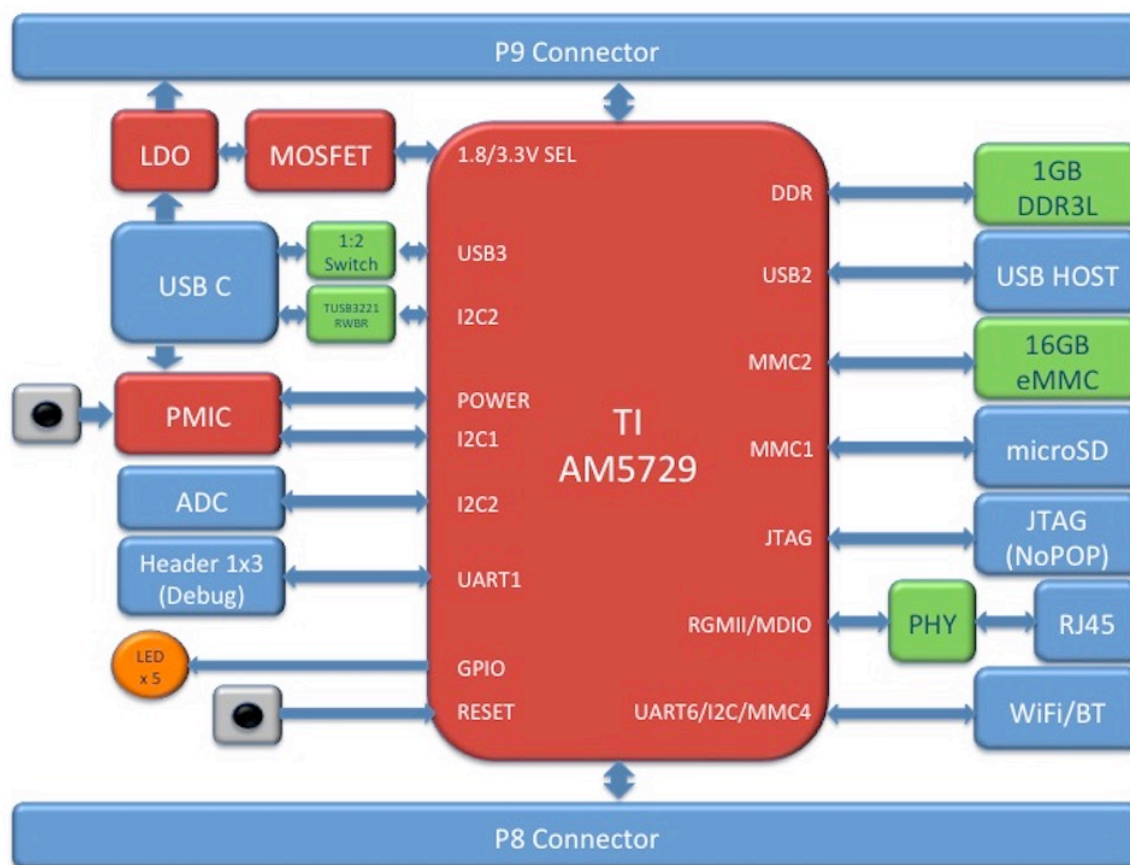 P9 Connector
LDO
MOSFET
1.8/3.3V SEL
DDR
1GB
DDR3L
USB C
1:2
Switch
USB3
USB2
USB HOST
TUSB3221
RWBR
I2C2
MMC2
16GB
eMMC
PMIC
POWER
I2C1
TI
AM5729
MMC1
microSD
ADC
I2C2
JTAG
JTAG
(NoPOP)
Header 1x3
(Debug)
UART1
RGMII/MDIO
PHY
RJ45
LED
x 5
GPIO
RESET
UART6/I2C/MMC4
WiFi/BT
P8 Connector